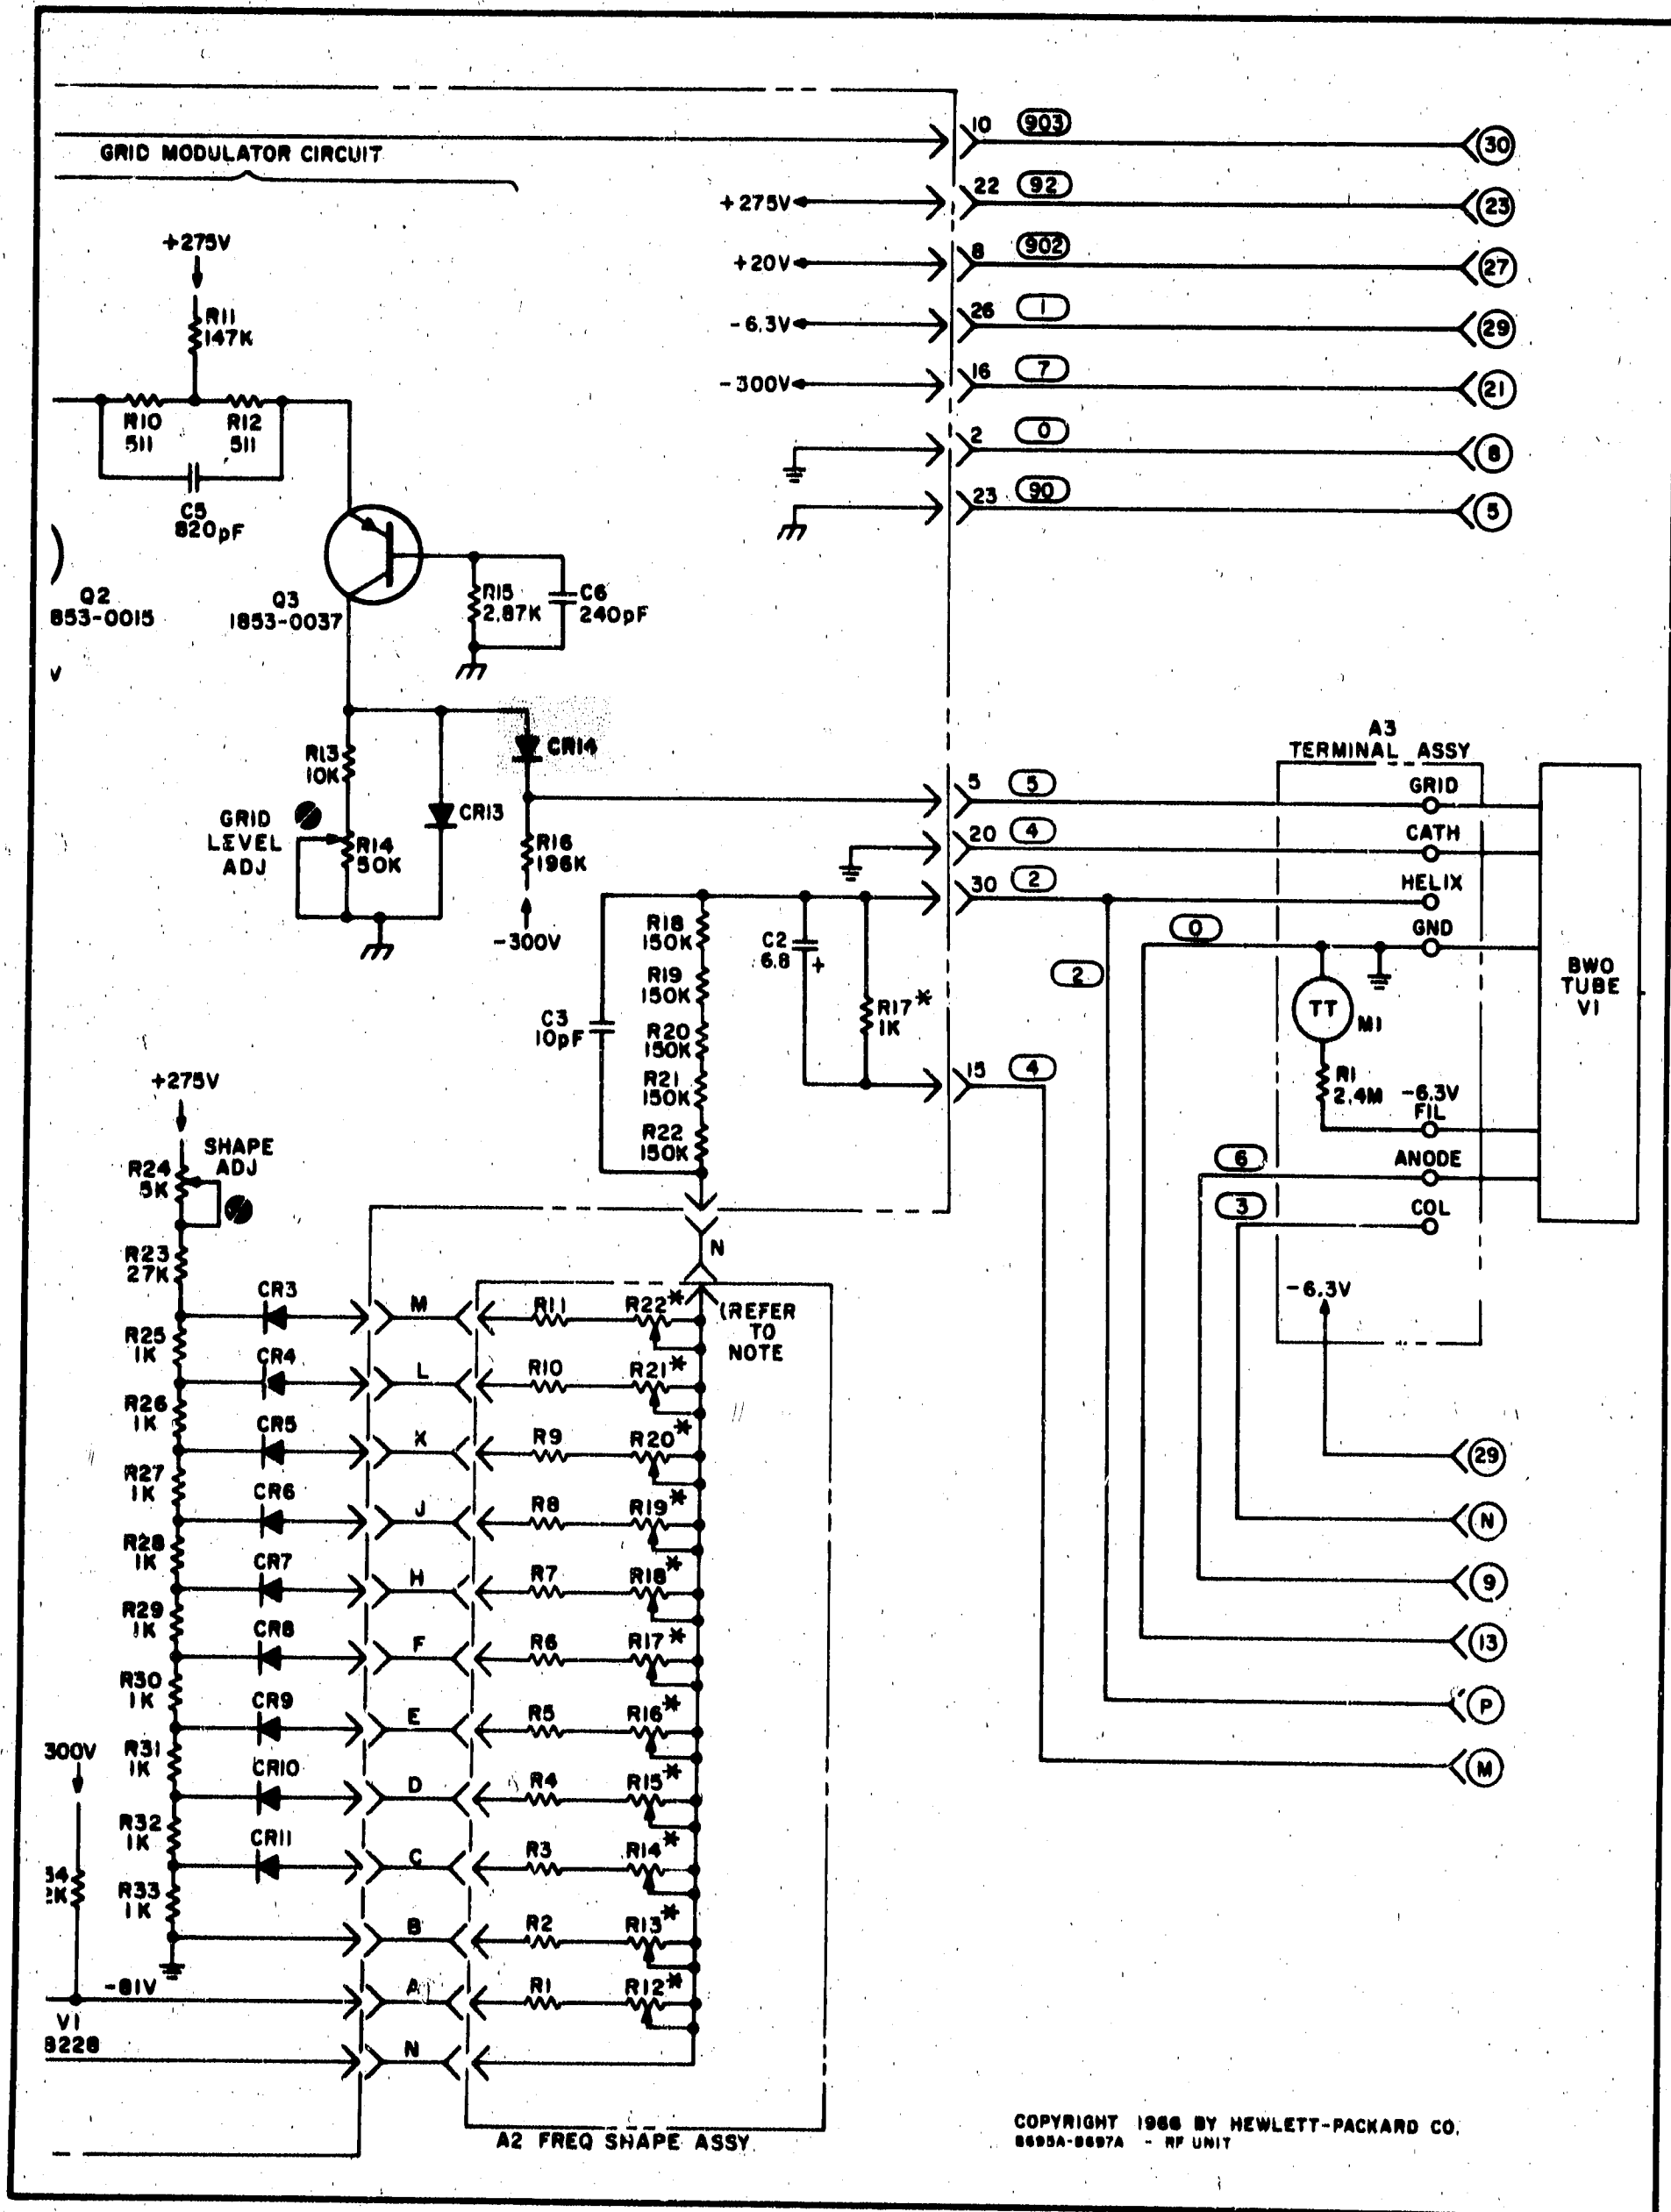 10 903
30
GRID MODULATOR CIRCUIT
22 92
+275V
23
+275V
8 902
+20V
27
R11
147K
26 1
-6.3V
29
16 7
-300V
21
R10
511
R12
511
2 0
8
C5
820pF
23 90
5
Q2
853-0015
Q3
1853-0037
R15
2.87K
C6
240pF
V
A3
TERMINAL ASSY
R13
10K
CR14
5 5
GRID
GRID
LEVEL
ADJ
CR13
R14
50K
R16
196K
20 4
CATH
30 2
HELIX
-300V
R18
150K
C2
6.8
+
0
GND
R19
150K
2
BWO
TUBE
V1
C3
10pF
R17*
1K
TT
M1
R20
150K
+275V
R21
150K
15 4
R1
2.4M
-6.3V
FIL
R22
150K
SHAPE
ADJ
R24
5K
6
ANODE
3
COL
N
R23
27K
-6.3V
CR3
M
R11
R22*
(REFER
TO
NOTE
R25
1K
CR4
L
R10
R21*
R26
1K
CR5
K
R9
R20*
29
R27
1K
CR6
J
R8
R19*
N
R28
1K
CR7
H
R7
R18*
9
R29
1K
CR8
F
R6
R17*
13
R30
1K
CR9
E
R5
R16*
P
300V
R31
1K
CR10
D
R4
R15*
M
R32
1K
CR11
C
R3
R14*
34
2K
R33
1K
B
R2
R13*
-81V
A
R1
R12*
V1
8228
N
A2 FREQ SHAPE ASSY
COPYRIGHT 1966 BY HEWLETT-PACKARD CO.
8695A-8697A - RF UNIT